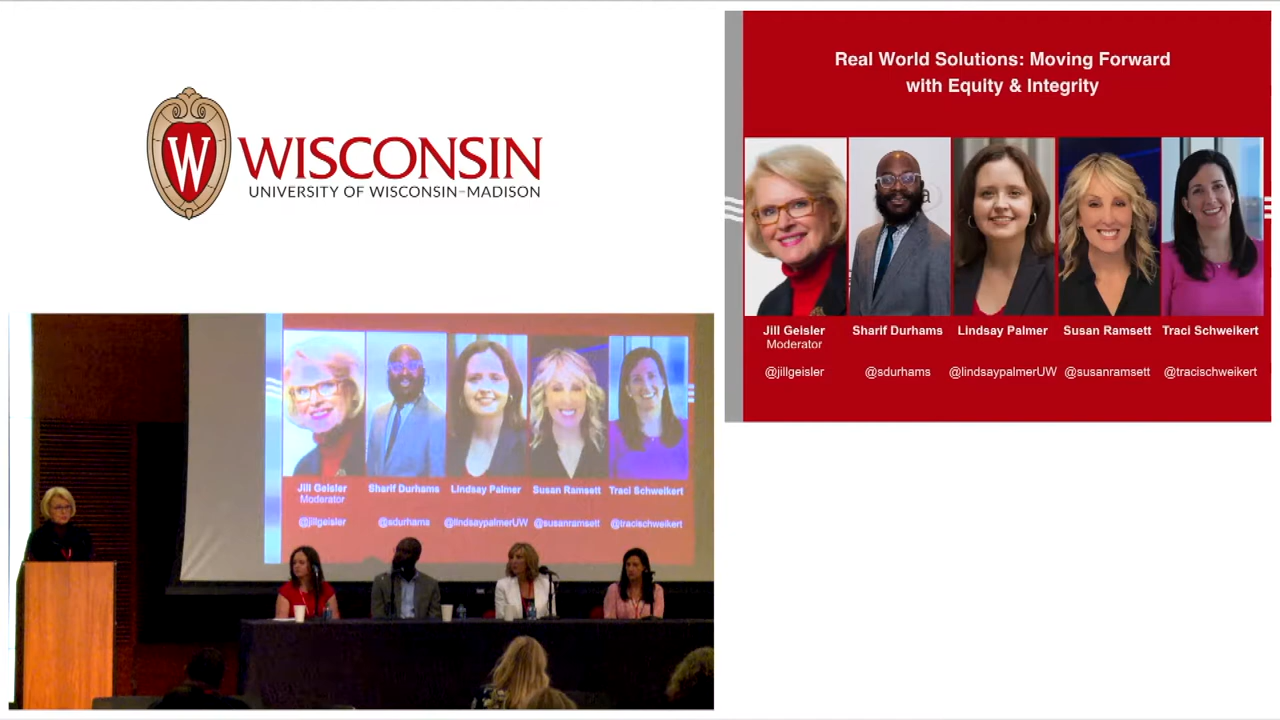 W
WISCONSIN
UNIVERSITY OF WISCONSIN–MADISON
Real World Solutions: Moving Forward
with Equity & Integrity
Jill Geisler Sharif Durhams Lindsay Palmer Susan Ramsett Traci Schweikert
Moderator
@jillgeisler @sdurhams @lindsaypalmerUW @susanramsett @tracischweikert
Jill Geisler Sharif Durhams Lindsay Palmer Susan Ramsett Traci Schweikert
Moderator
@jillgeisler @sdurhams @lindsaypalmerUW @susanramsett @tracischweikert